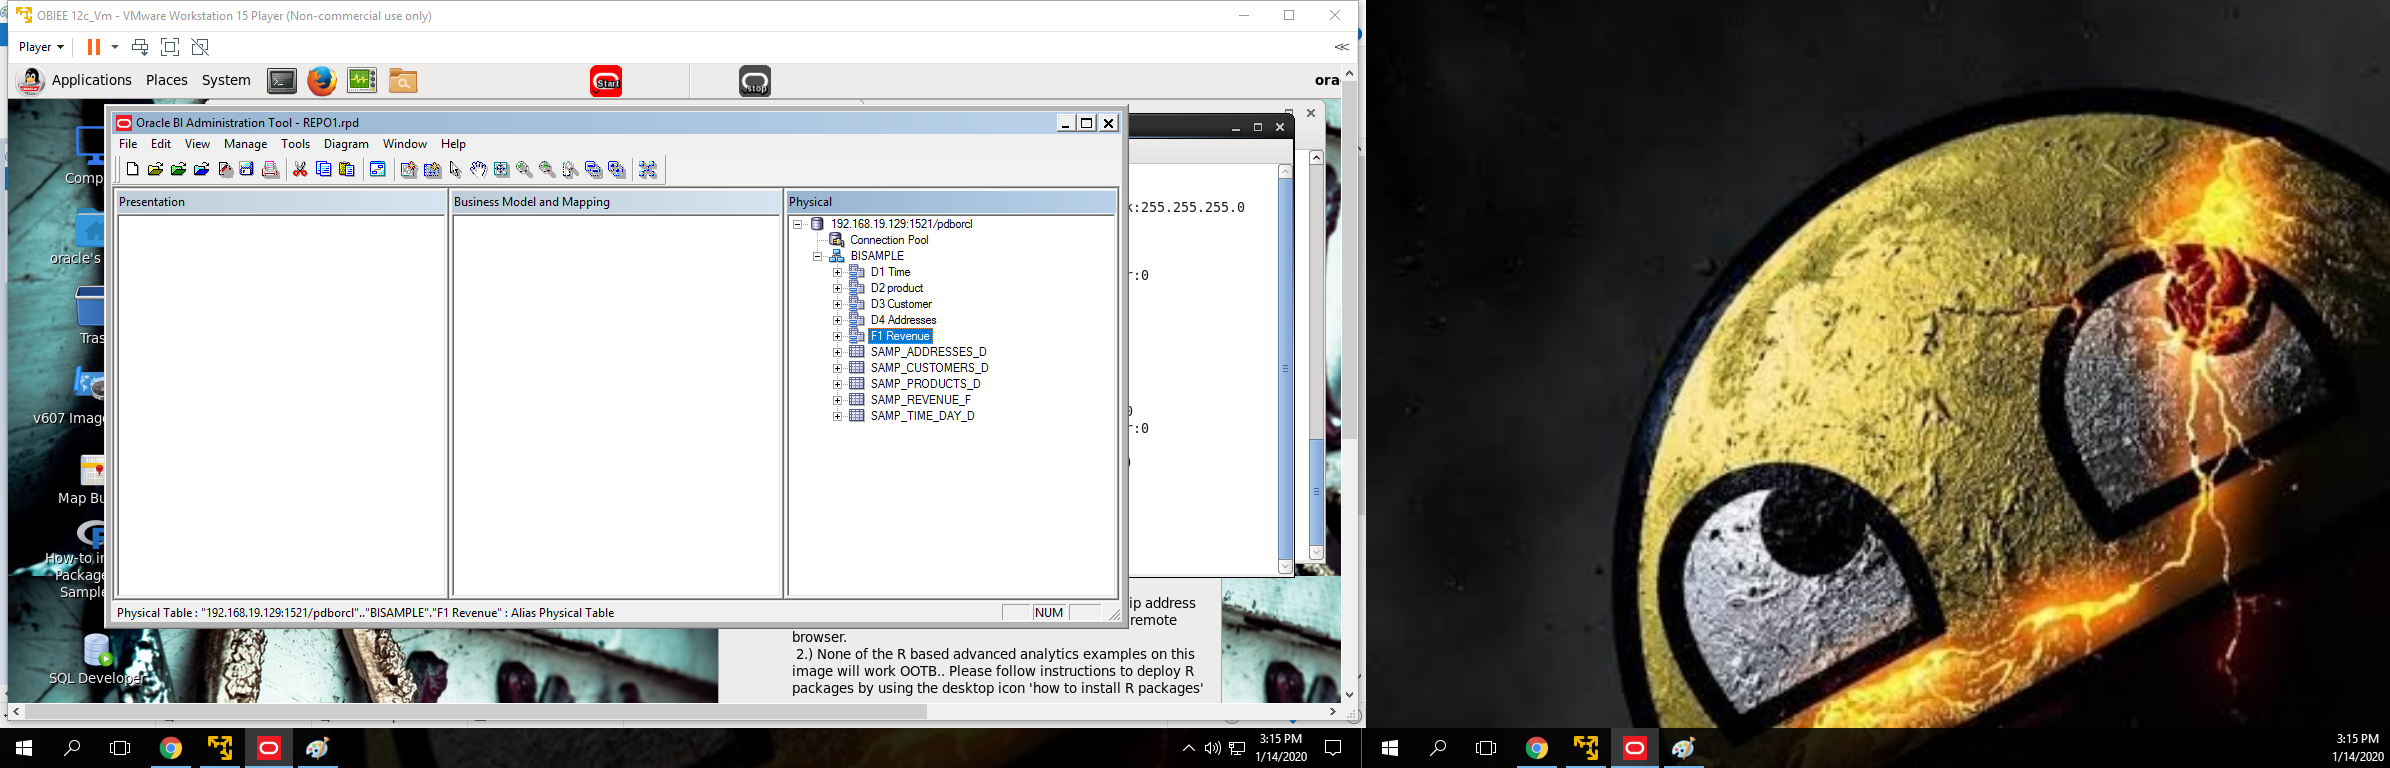 OBIEE 12c_Vm - VMware Workstation 15 Player (Non-commercial use only)
Player
Applications Places System
Start
stop
ora
Oracle BI Administration Tool - REPO1.rpd
File Edit View Manage Tools Diagram Window Help
Presentation
Business Model and Mapping
Physical
192.168.19.129:1521/pdborcl
Connection Pool
BISAMPLE
D1 Time
D2 product
D3 Customer
D4 Addresses
F1 Revenue
SAMP_ADDRESSES_D
SAMP_CUSTOMERS_D
SAMP_PRODUCTS_D
SAMP_REVENUE_F
SAMP_TIME_DAY_D
Physical Table : "192.168.19.129:1521/pdborcl".."BISAMPLE"."F1 Revenue" : Alias Physical Table
NUM
k:255.255.255.0
r:0
0
r:0
)
Comp
oracle's
Tras
v607 Imag
Map Bu
How-to in
Package
Sample
SQL Developer
ip address
remote
browser.
2.) None of the R based advanced analytics examples on this
image will work OOTB.. Please follow instructions to deploy R
packages by using the desktop icon 'how to install R packages'
3:15 PM
1/14/2020
3:15 PM
1/14/2020